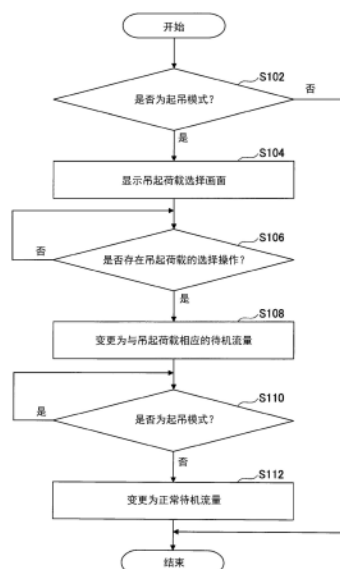 开始
S102
是否为起吊模式?
否
是
S104
显示吊起荷载选择画面
S106
是否存在吊起荷载的选择操作?
否
是
S108
变更为与吊起荷载相应的待机流量
S110
是否为起吊模式?
是
否
S112
变更为正常待机流量
结束